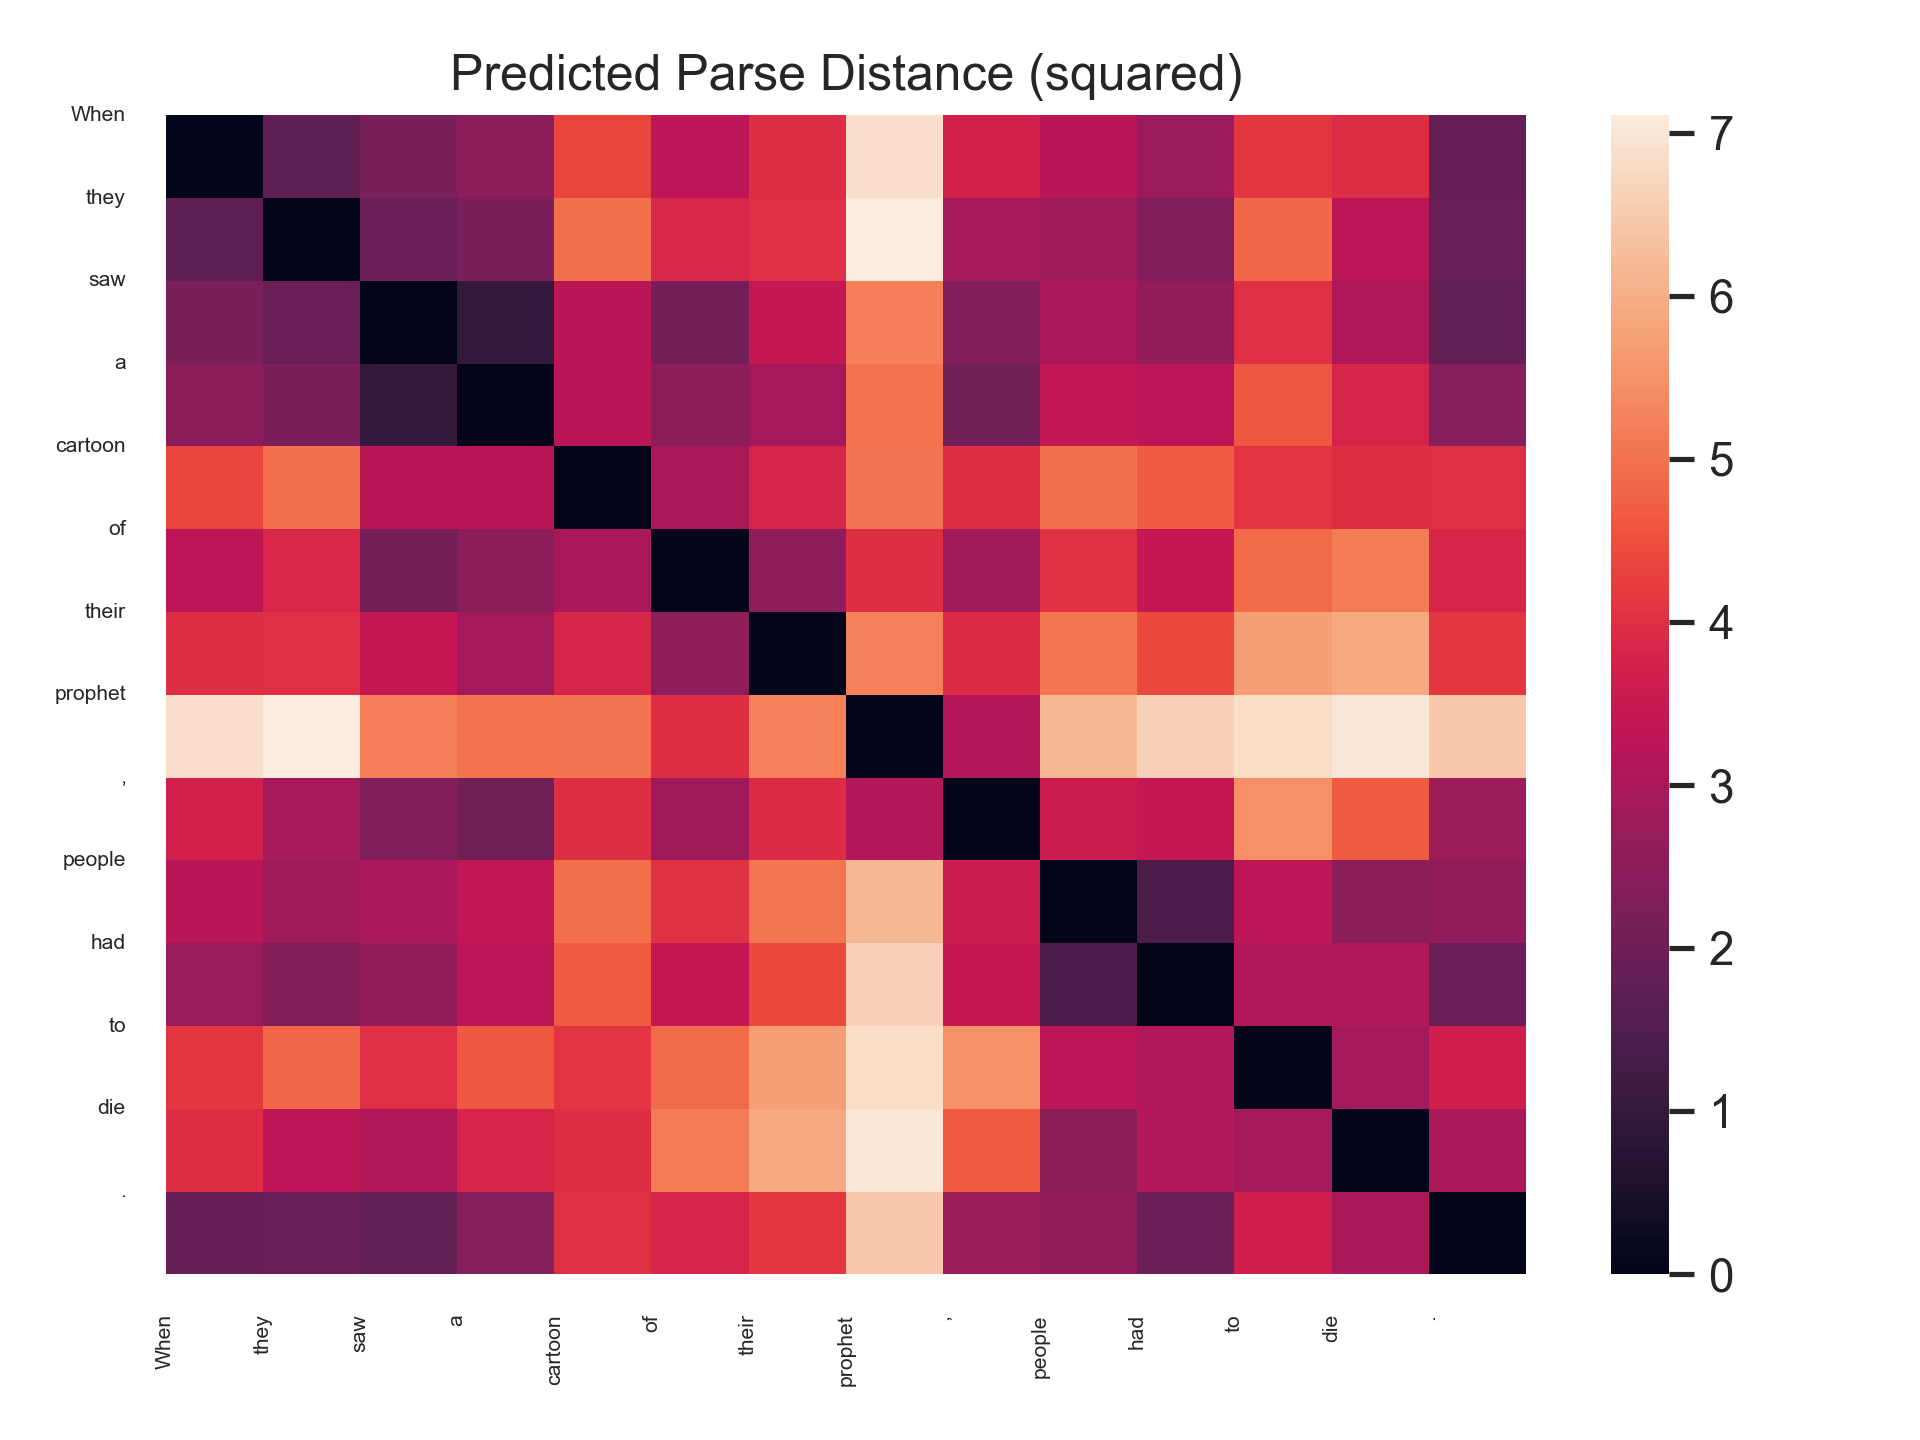 Predicted Parse Distance (squared)
When
they
saw
a
cartoon
of
their
prophet
,
people
had
to
die
.
7
6
5
4
3
2
1
0
When
they
saw
a
cartoon
of
their
prophet
,
people
had
to
die
.